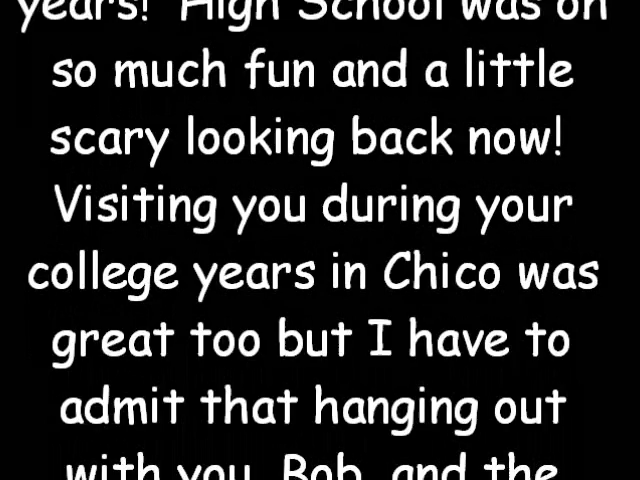 years! High School was oh
so much fun and a little
scary looking back now!
Visiting you during your
college years in Chico was
great too but I have to
admit that hanging out
with you, Bob, and the